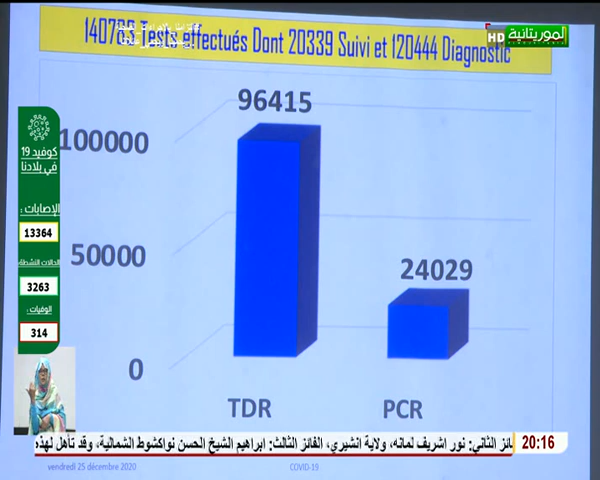 140783 Tests effectués Dont 20339 Suivi et 120444 Diagnostic
الموريتانية
HD
96415
100000
50000
24029
0
TDR
PCR
كوفيد 19
في بلادنا
الإصابات :
13364
الحالات النشطة:
3263
الوفيات :
314
ائز الثاني: نور اشريف لمانه، ولاية انشيري، الفائز الثالث: ابراهيم الشيخ الحسن نواكشوط الشمالية، وقد تأهل لهذه
20:16
vendredi 25 décembre 2020
COVID-19